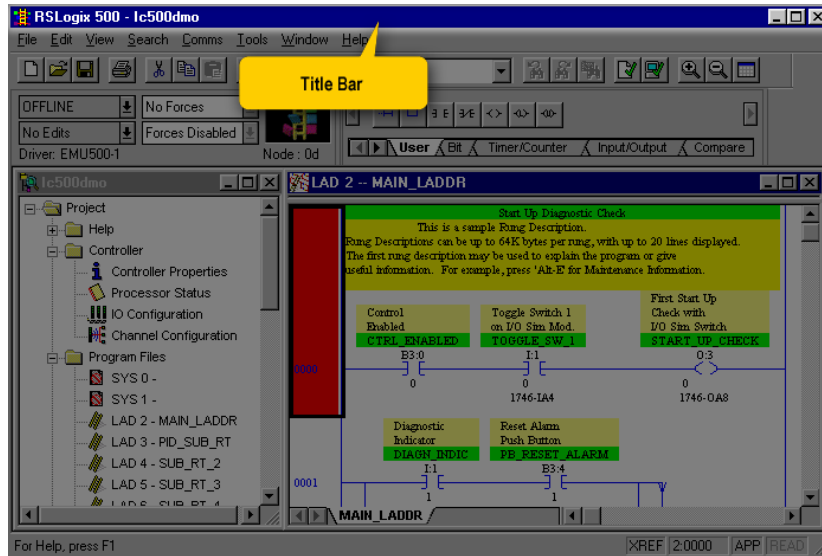 RSLogix 500 - lc500dmo
File Edit View Search Comms Tools Window Help
Title Bar
OFFLINE No Forces
No Edits Forces Disabled
Driver: EMU500-1 Node : 0d
User Bit Timer/Counter Input/Output Compare
lc500dmo
Project
Help
Controller
Controller Properties
Processor Status
IO Configuration
Channel Configuration
Program Files
SYS 0 -
SYS 1 -
LAD 2 - MAIN_LADDR
LAD 3 - PID_SUB_RT
LAD 4 - SUB_RT_2
LAD 5 - SUB_RT_3
LAD 6 - SUB_RT_4
LAD 2 -- MAIN_LADDR
Start Up Diagnostic Check
This is a sample Rung Description.
Rung Descriptions can be up to 64K bytes per rung, with up to 20 lines displayed.
The first rung description may be used to explain the program or give
useful information. For example, press 'Alt-E' for Maintenance Information.
Control Toggle Switch 1 First Start Up
Enabled on I/O Sim Mod. Check with
I/O Sim Switch
CTRL_ENABLED TOGGLE_SW_1 START_UP_CHECK
B3:0 I:1 O:3
0000
0 0 0
1746-IA4 1746-OA8
Diagnostic Reset Alarm
Indicator Push Button
DIAGN_INDIC PB_RESET_ALARM
I:1 B3:4
0001
1 1
MAIN_LADDR
For Help, press F1 XREF 2:0000 APP READ